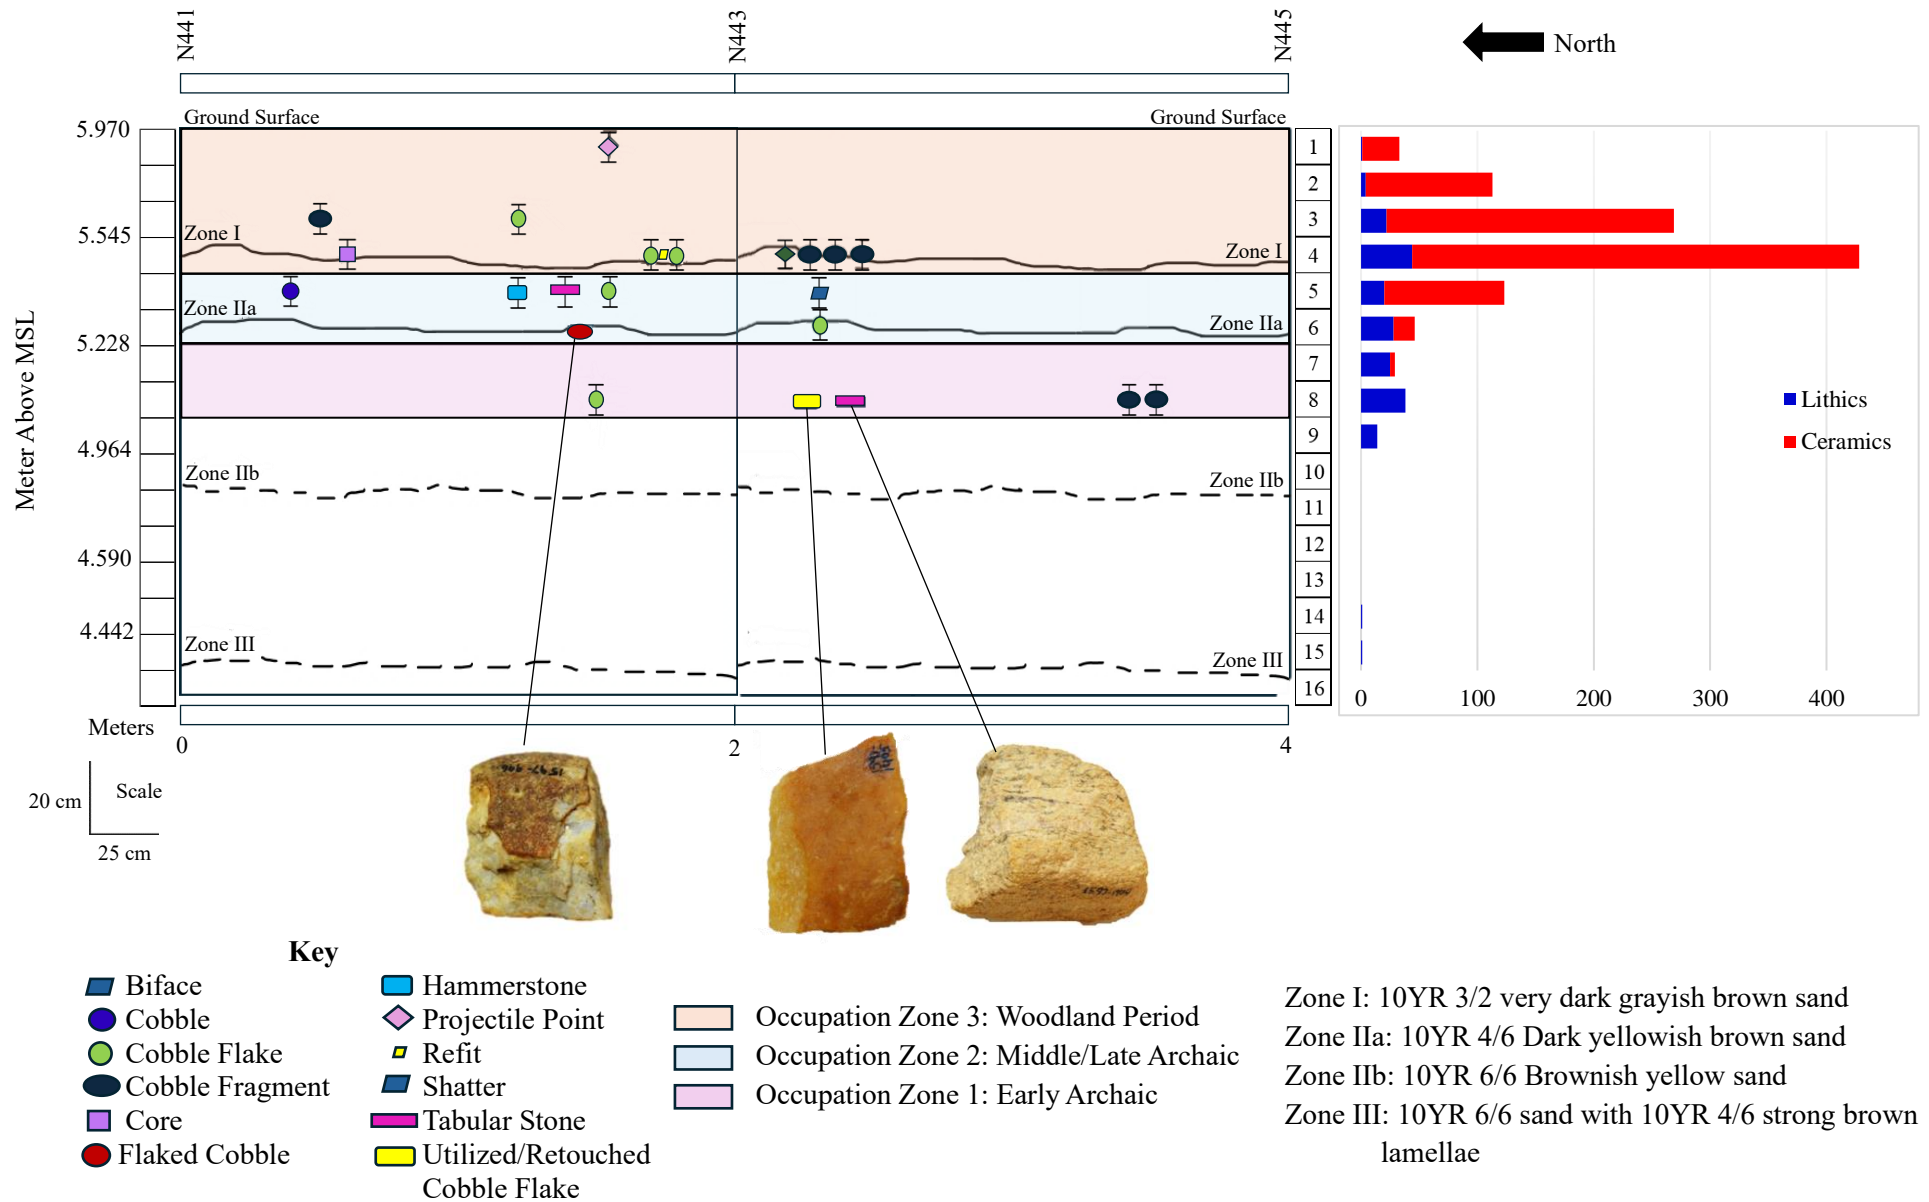 N441
N443
N445
North
Ground Surface
Ground Surface
Meter Above MSL
5.970
5.545
5.228
4.964
4.590
4.442
Zone I
Zone I
Zone IIa
Zone IIa
Zone IIb
Zone IIb
Zone III
Zone III
1
2
3
4
5
6
7
8
9
10
11
12
13
14
15
16
Lithics
Ceramics
0
100
200
300
400
Meters
0
2
4
20 cm
Scale
25 cm
Key
Biface
Cobble
Cobble Flake
Cobble Fragment
Core
Flaked Cobble
Hammerstone
Projectile Point
Refit
Shatter
Tabular Stone
Utilized/Retouched
Cobble Flake
Occupation Zone 3: Woodland Period
Occupation Zone 2: Middle/Late Archaic
Occupation Zone 1: Early Archaic
Zone I: 10YR 3/2 very dark grayish brown sand
Zone IIa: 10YR 4/6 Dark yellowish brown sand
Zone IIb: 10YR 6/6 Brownish yellow sand
Zone III: 10YR 6/6 sand with 10YR 4/6 strong brown
lamellae